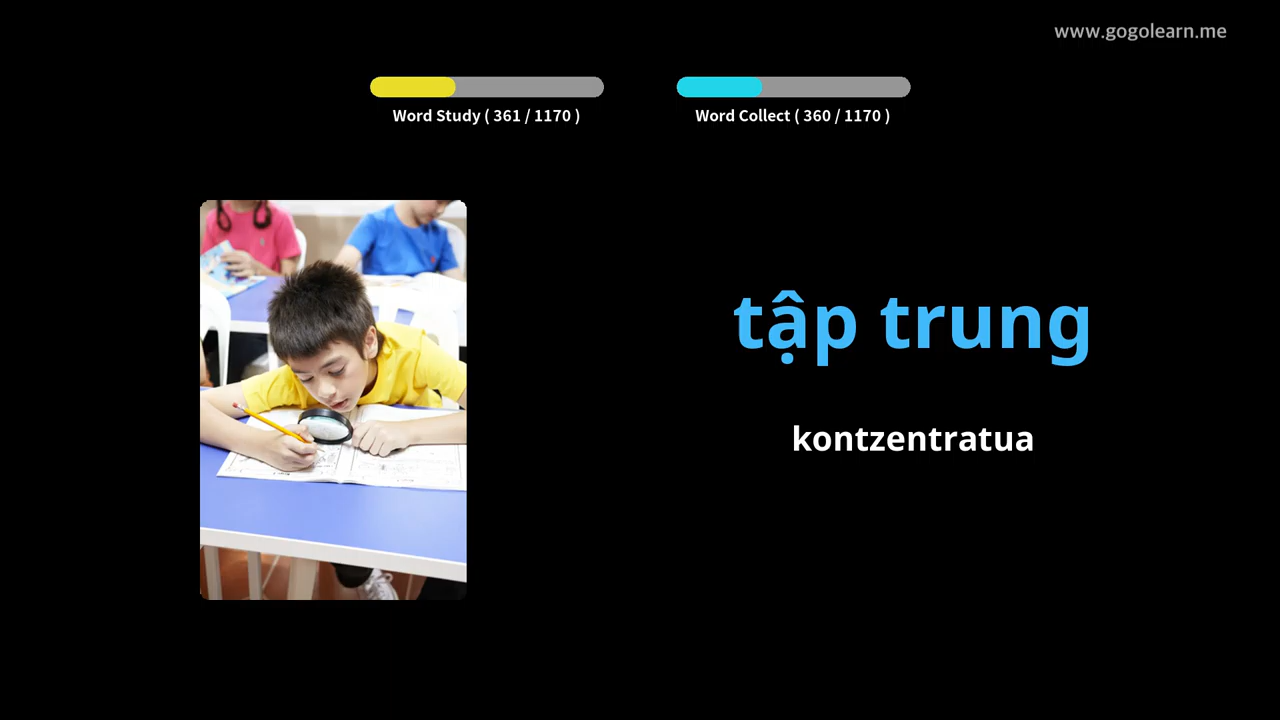 www.gogolearn.me
Word Study ( 361 / 1170 )
Word Collect ( 360 / 1170 )
tập trung
kontzentratua